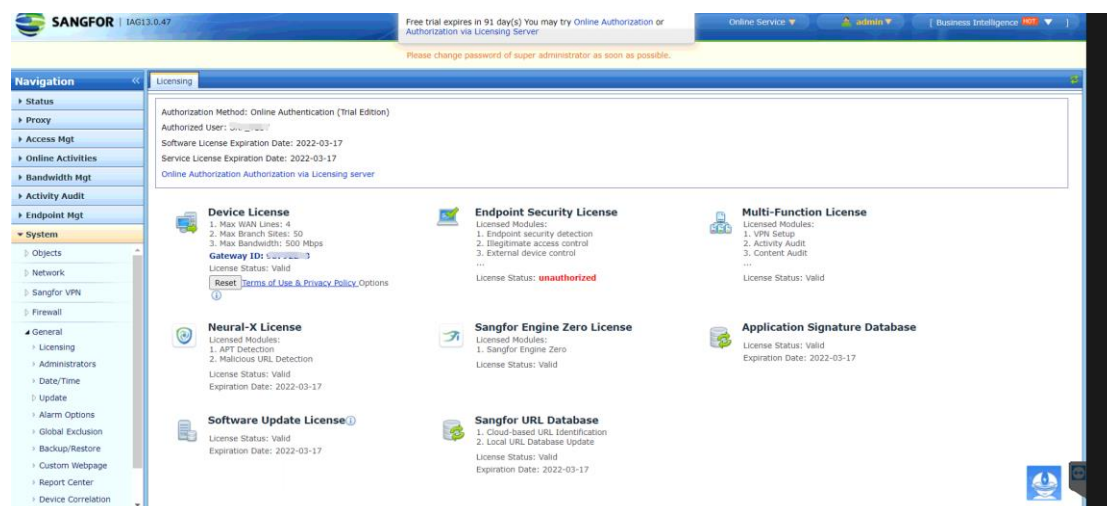 SANGFOR | IAG13.0.47
Free trial expires in 91 day(s) You may try Online Authorization or
Authorization via Licensing Server
Online Service
admin
[ Business Intelligence HOT ]
Please change password of super administrator as soon as possible.
Navigation
Licensing
Status
Proxy
Access Mgt
Online Activities
Bandwidth Mgt
Activity Audit
Endpoint Mgt
System
Objects
Network
Sangfor VPN
Firewall
General
Licensing
Administrators
Date/Time
Update
Alarm Options
Global Exclusion
Backup/Restore
Custom Webpage
Report Center
Device Correlation
Authorization Method: Online Authentication (Trial Edition)
Authorized User:
Software License Expiration Date: 2022-03-17
Service License Expiration Date: 2022-03-17
Online Authorization Authorization via Licensing server
Device License
1. Max WAN Lines: 4
2. Max Branch Sites: 50
3. Max Bandwidth: 500 Mbps
Gateway ID:
License Status: Valid
Reset Terms of Use & Privacy Policy Options
Endpoint Security License
Licensed Modules:
1. Endpoint security detection
2. Illegitimate access control
3. External device control
...
License Status: unauthorized
Multi-Function License
Licensed Modules:
1. VPN Setup
2. Activity Audit
3. Content Audit
...
License Status: Valid
Neural-X License
Licensed Modules:
1. APT Detection
2. Malicious URL Detection
License Status: Valid
Expiration Date: 2022-03-17
Sangfor Engine Zero License
Licensed Modules:
1. Sangfor Engine Zero
License Status: Valid
Application Signature Database
License Status: Valid
Expiration Date: 2022-03-17
Software Update License
License Status: Valid
Expiration Date: 2022-03-17
Sangfor URL Database
1. Cloud-based URL Identification
2. Local URL Database Update
License Status: Valid
Expiration Date: 2022-03-17